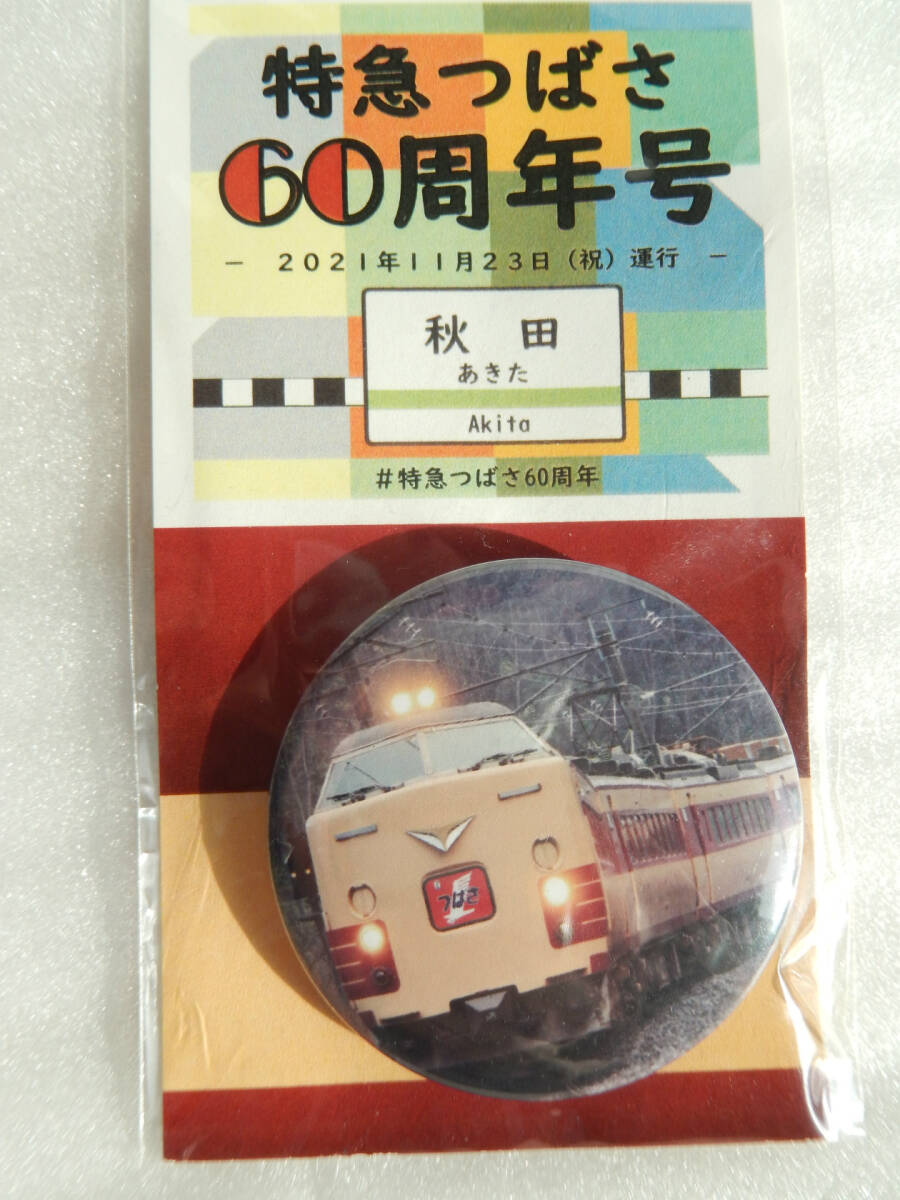 特急つばさ
60周年号
－ 2021年11月23日（祝）運行 －
秋田
あきた
Akita
#特急つばさ60周年
つばさ